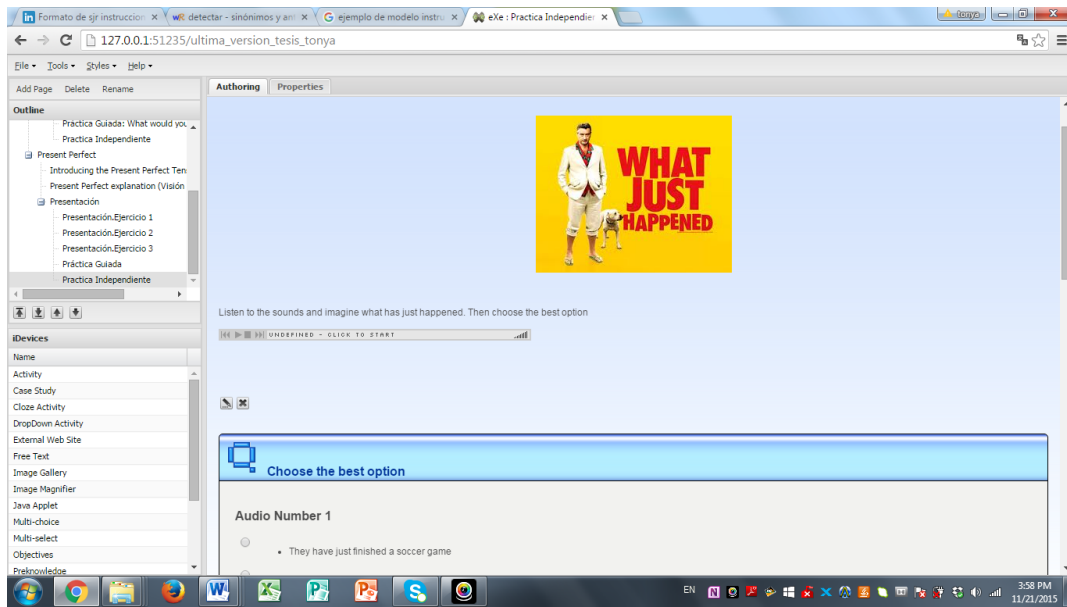 Formato de sjr instruccion
detectar - sinónimos y ant
ejemplo de modelo instru
eXe : Practica Independien
tonya
127.0.0.1:51235/ultima_version_tesis_tonya
File Tools Styles Help
Add Page Delete Rename
Authoring Properties
Outline
Práctica Guiada: What would you
Practica Independiente
Present Perfect
Introducing the Present Perfect Ten
Present Perfect explanation (Visión
Presentación
Presentación.Ejercicio 1
Presentación.Ejercicio 2
Presentación.Ejercicio 3
Práctica Guiada
Practica Independiente
iDevices
Name
Activity
Case Study
Cloze Activity
DropDown Activity
External Web Site
Free Text
Image Gallery
Image Magnifier
Java Applet
Multi-choice
Multi-select
Objectives
Preknowledge
WHAT
JUST
HAPPENED
Listen to the sounds and imagine what has just happened. Then choose the best option
UNDEFINED - CLICK TO START
Choose the best option
Audio Number 1
They have just finished a soccer game
EN
3:58 PM
11/21/2015